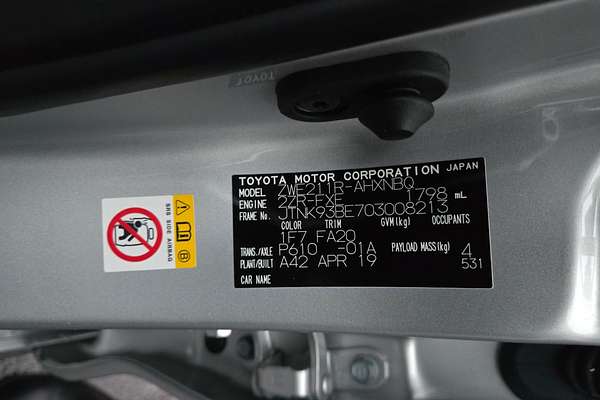 TOYOTA MOTOR CORPORATION JAPAN
MODEL ZWE211R-AHXNBQ
ENGINE 2ZR-FXE 1798 mL
FRAME No. JTNK93BE703008213
COLOR TRIM GVM(kg) OCCUPANTS
1F7 FA20
TRANS./AXLE P610 -01A PAYLOAD MASS(kg) 4
PLANT/BUILT A42 APR 19 531
CAR NAME
SRS SIDE AIRBAG
B
TOYOT